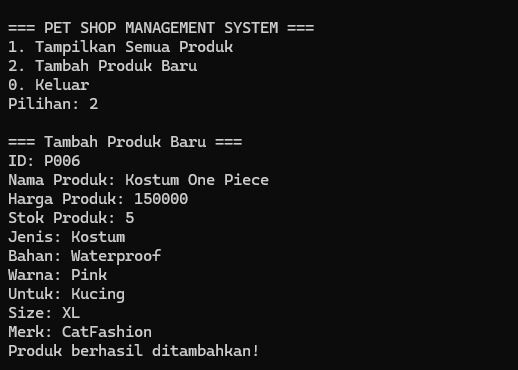 === PET SHOP MANAGEMENT SYSTEM ===
1. Tampilkan Semua Produk
2. Tambah Produk Baru
0. Keluar
Pilihan: 2
=== Tambah Produk Baru ===
ID: P006
Nama Produk: Kostum One Piece
Harga Produk: 150000
Stok Produk: 5
Jenis: Kostum
Bahan: Waterproof
Warna: Pink
Untuk: Kucing
Size: XL
Merk: CatFashion
Produk berhasil ditambahkan!